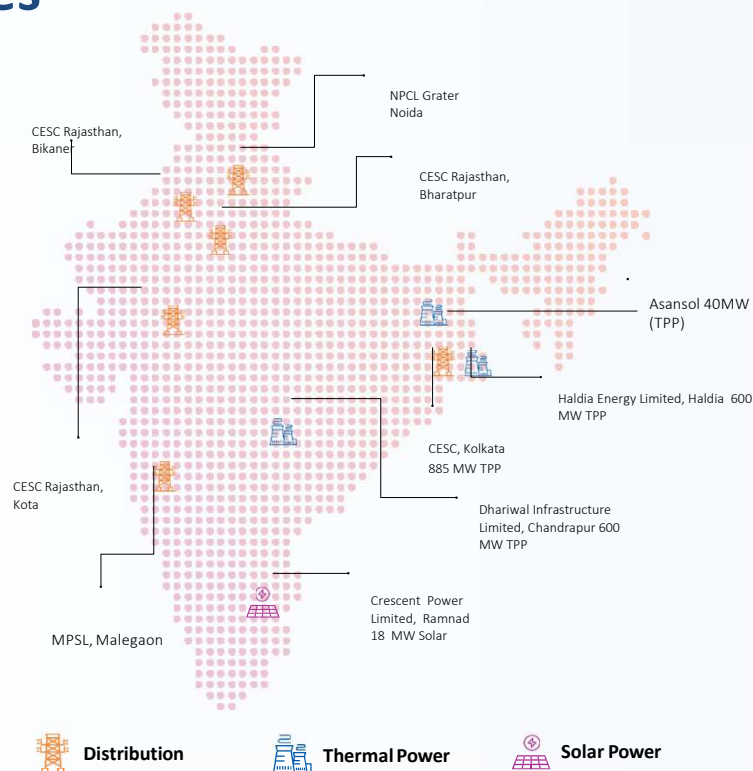 NPCL Grater
Noida
CESC Rajasthan,
Bikaner
CESC Rajasthan,
Bharatpur
Asansol 40MW
(TPP)
Haldia Energy Limited, Haldia 600
MW TPP
CESC, Kolkata
885 MW TPP
CESC Rajasthan,
Kota
Dhariwal Infrastructure
Limited, Chandrapur 600
MW TPP
Crescent Power
Limited, Ramnad
18 MW Solar
MPSL, Malegaon
Distribution
Thermal Power
Solar Power